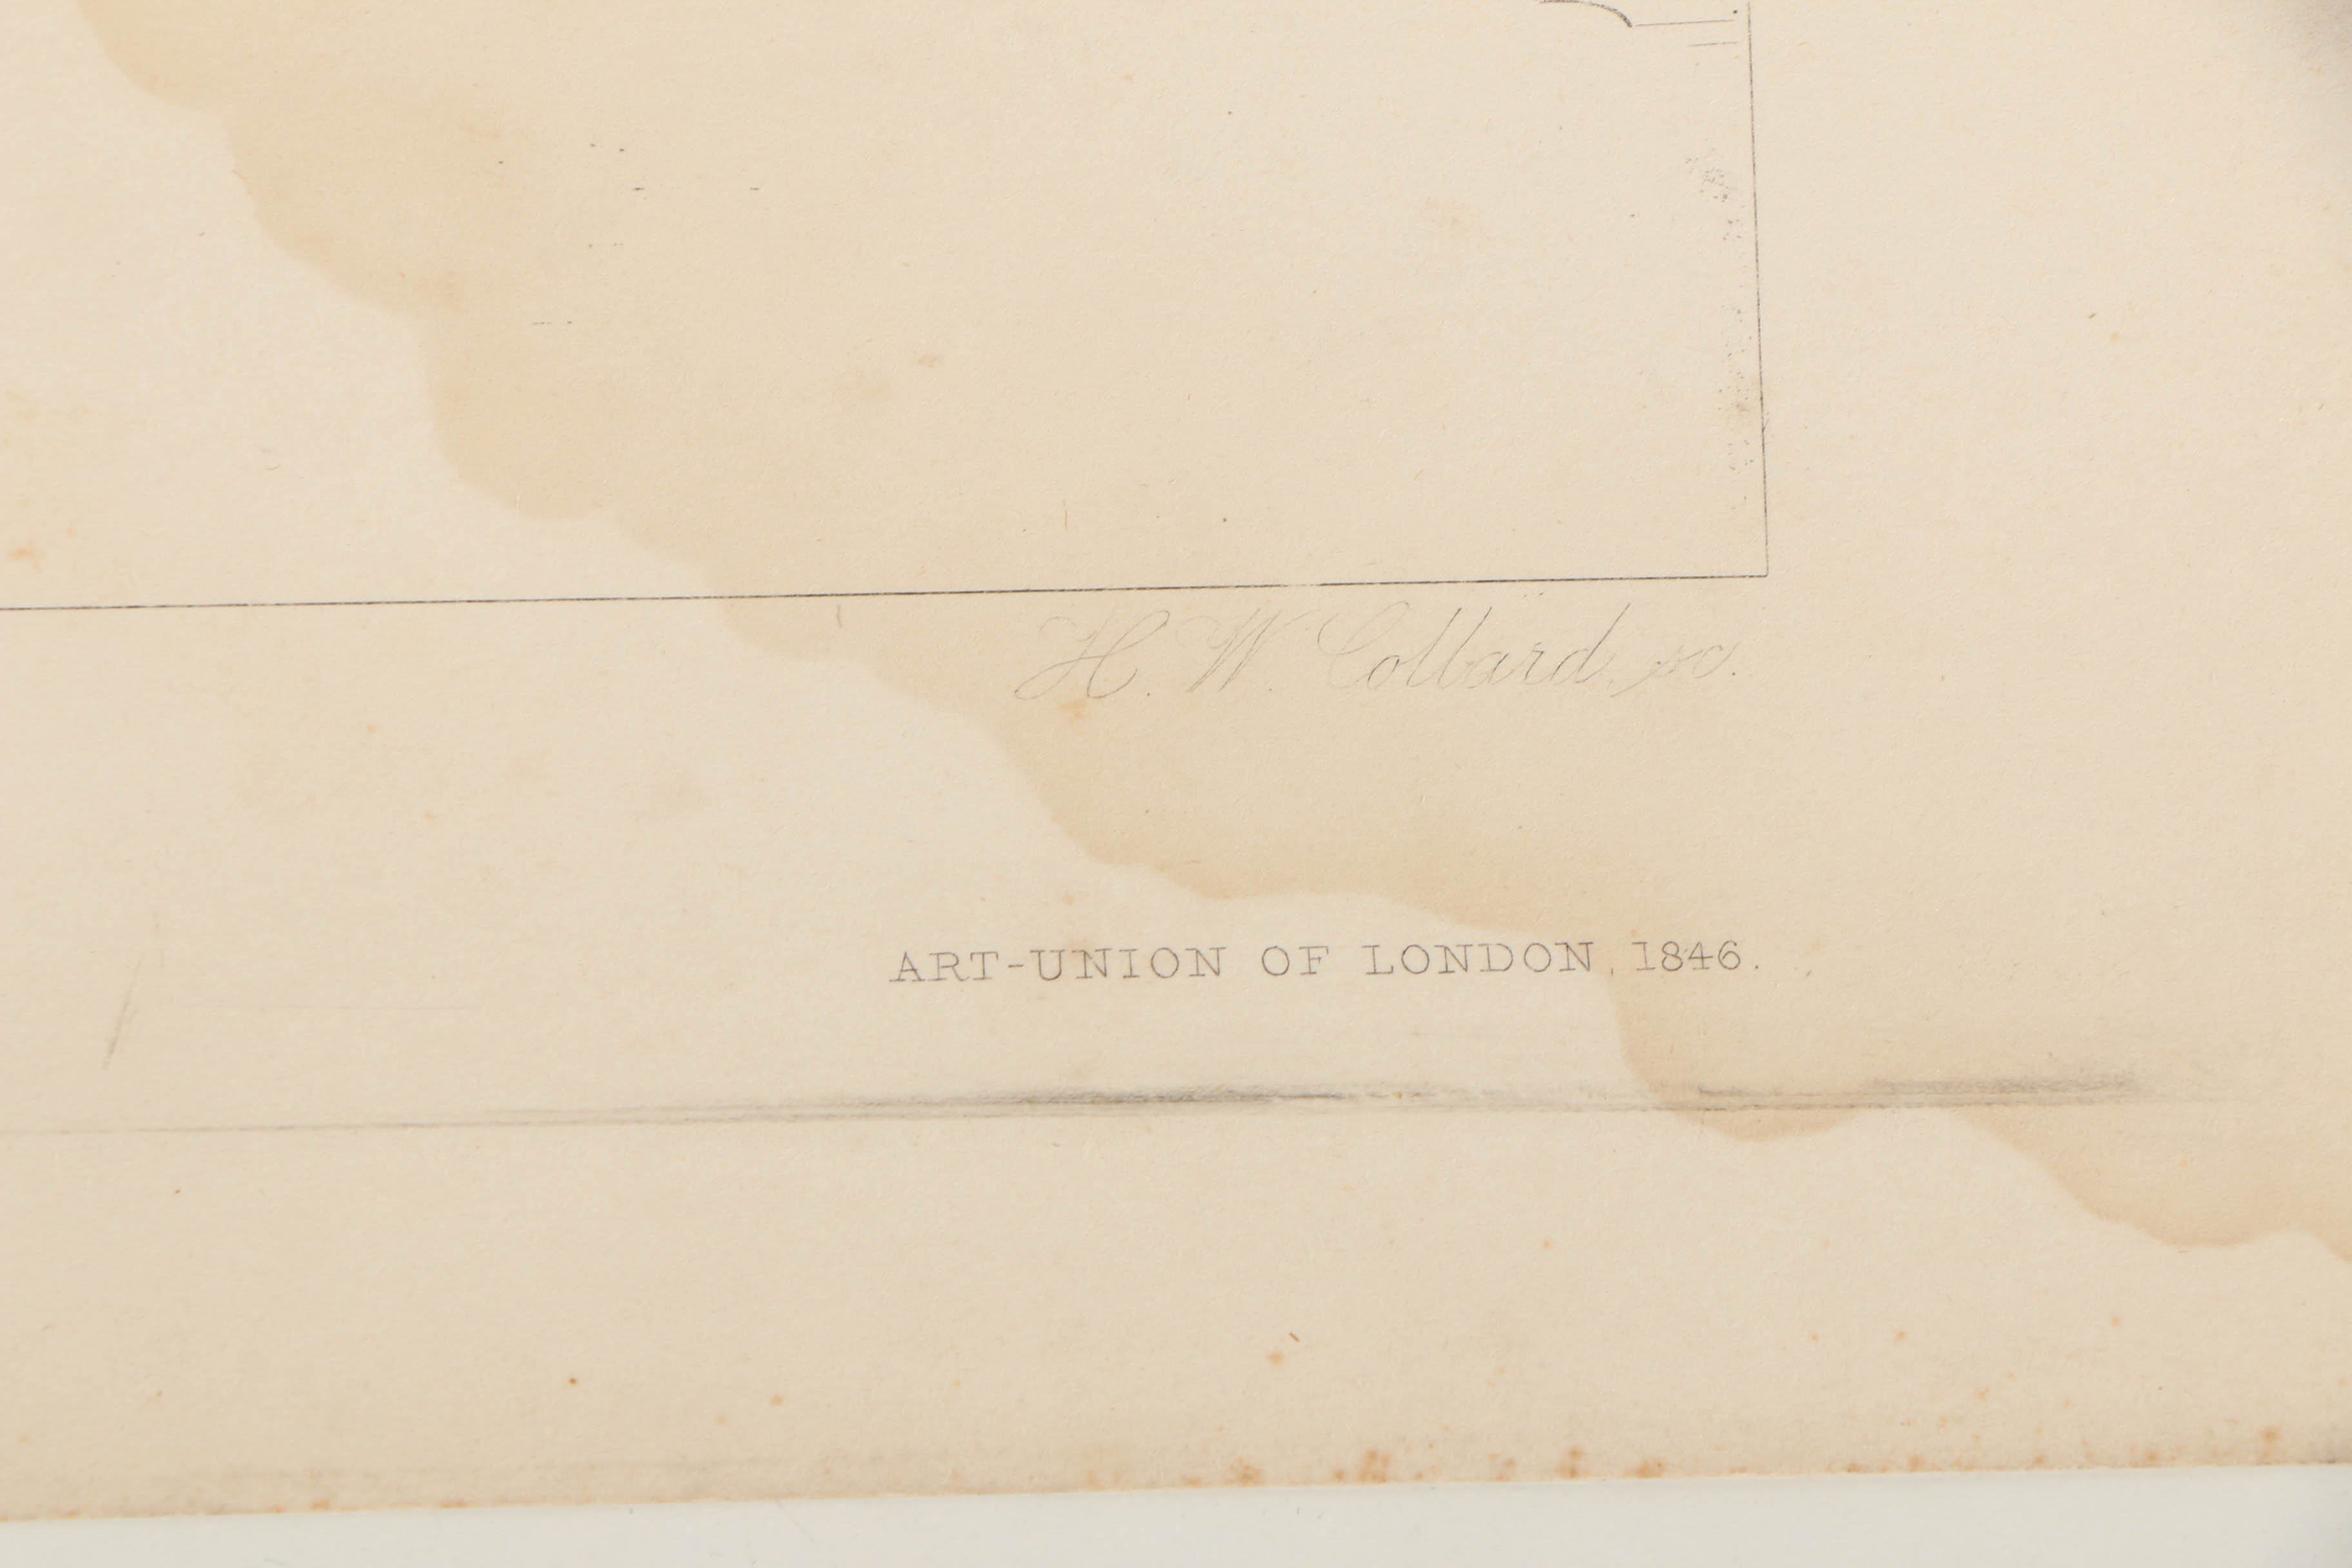 H. W. Collard, sc.
ART-UNION OF LONDON, 1846.